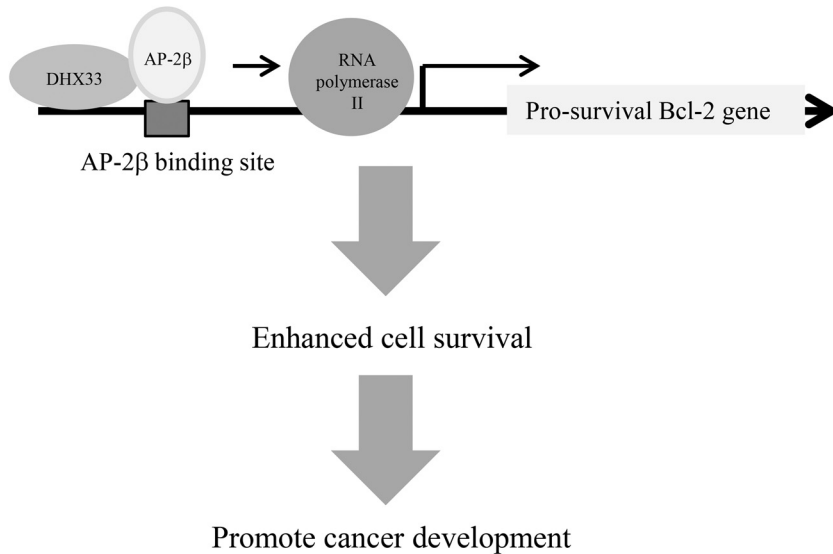 AP-2β
DHX33
RNA
polymerase
II
Pro-survival Bcl-2 gene
AP-2β binding site
Enhanced cell survival
Promote cancer development